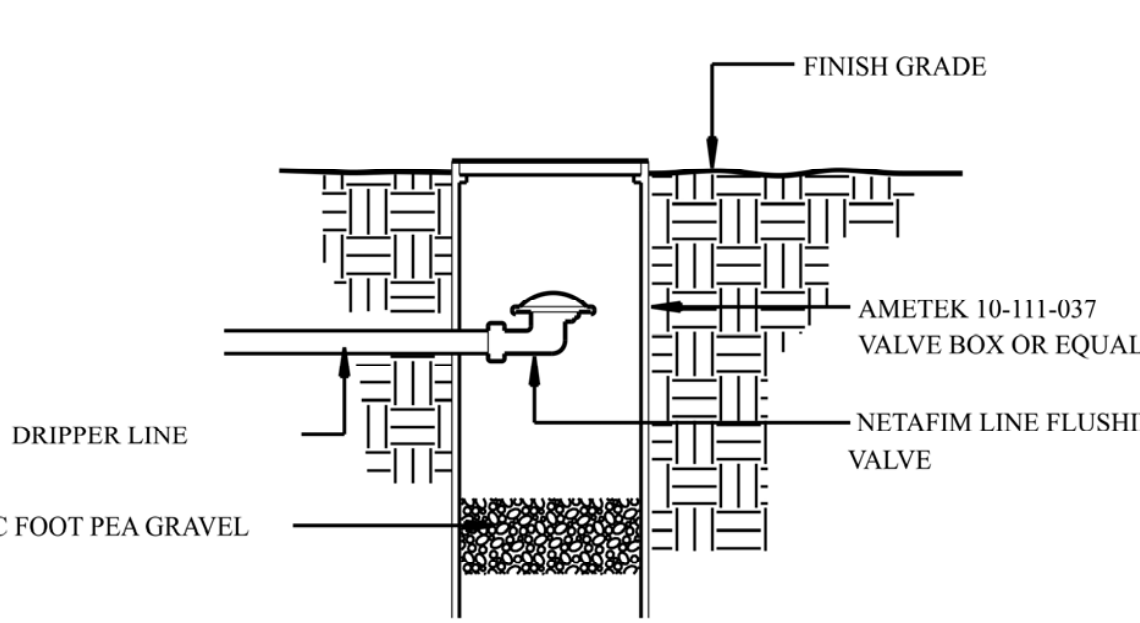 FINISH GRADE
AMETEK 10-111-037
VALVE BOX OR EQUAL
NETAFIM LINE FLUSHI
VALVE
DRIPPER LINE
C FOOT PEA GRAVEL